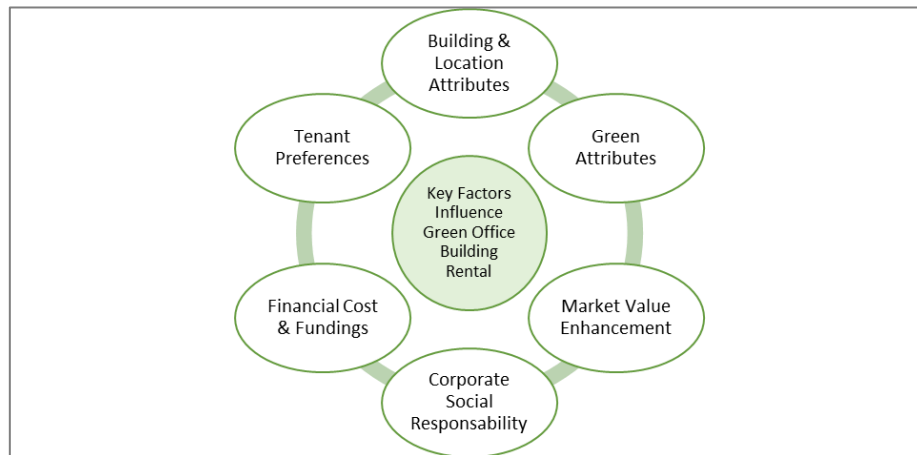 Building &
Location
Attributes
Tenant
Preferences
Green
Attributes
Key Factors
Influence
Green Office
Building
Rental
Financial Cost
& Fundings
Market Value
Enhancement
Corporate
Social
Responsability